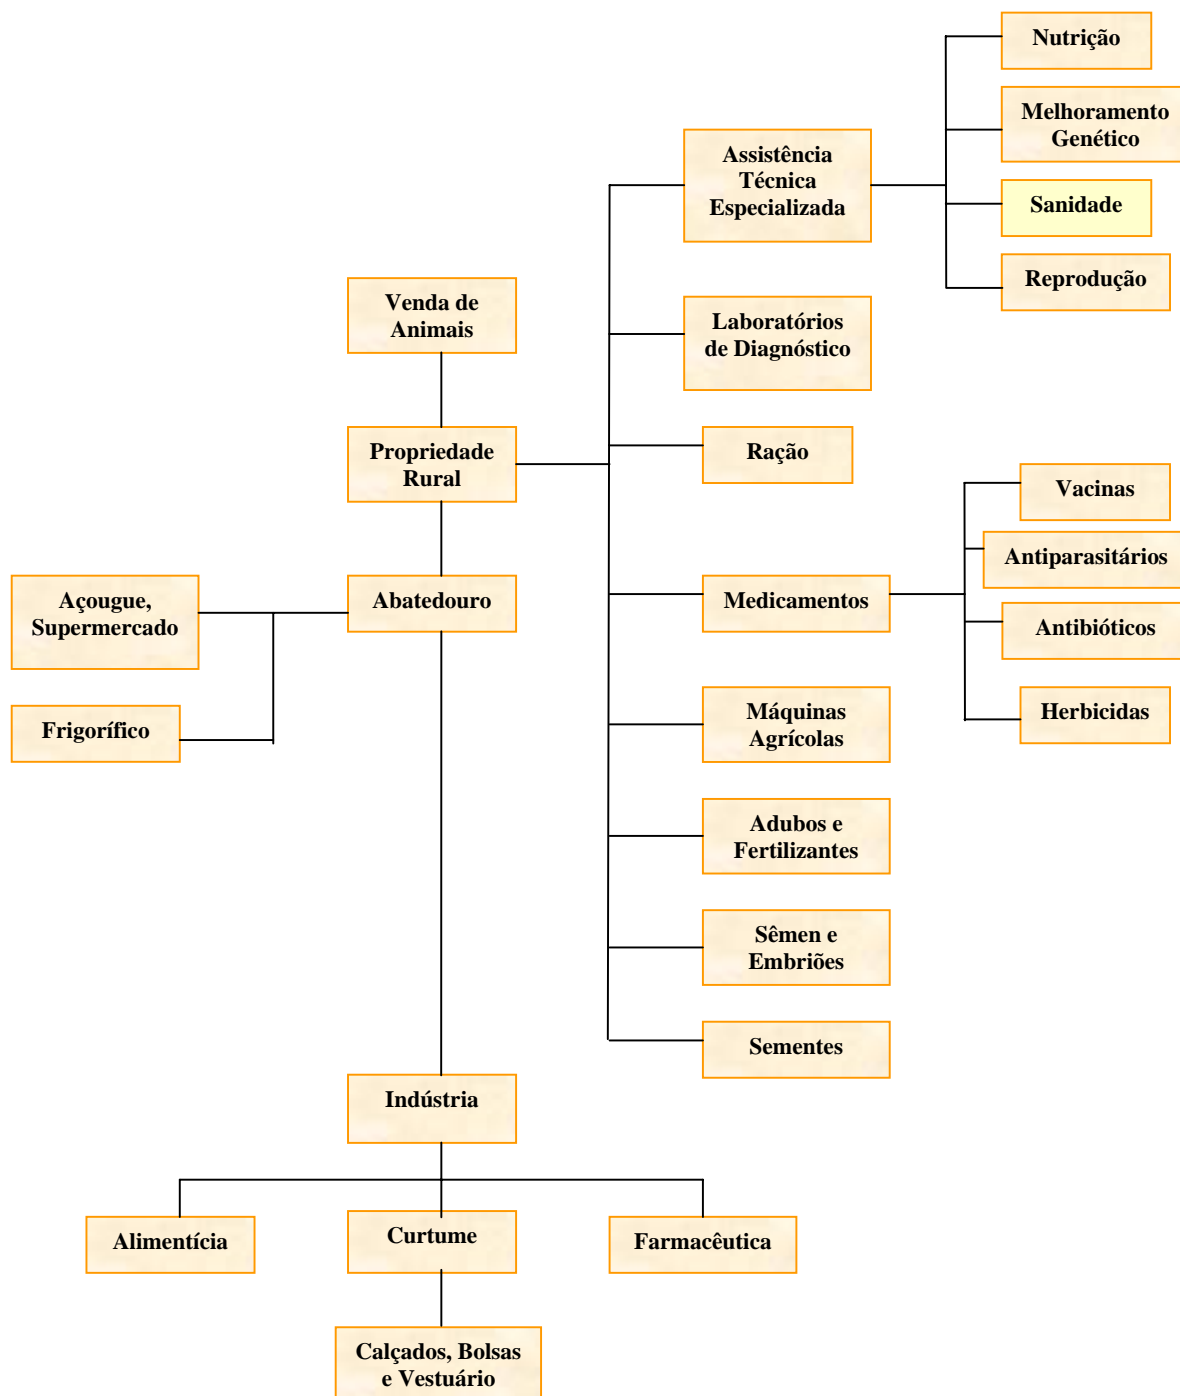 Nutrição
Melhoramento
Genético
Assistência
Técnica
Especializada
Sanidade
Reprodução
Venda de
Animais
Laboratórios
de Diagnóstico
Propriedade
Rural
Ração
Vacinas
Antiparasitários
Açougue,
Supermercado
Abatedouro
Medicamentos
Antibióticos
Frigorífico
Máquinas
Agrícolas
Herbicidas
Adubos e
Fertilizantes
Sêmen e
Embriões
Sementes
Indústria
Alimentícia
Curtume
Farmacêutica
Calçados, Bolsas
e Vestuário